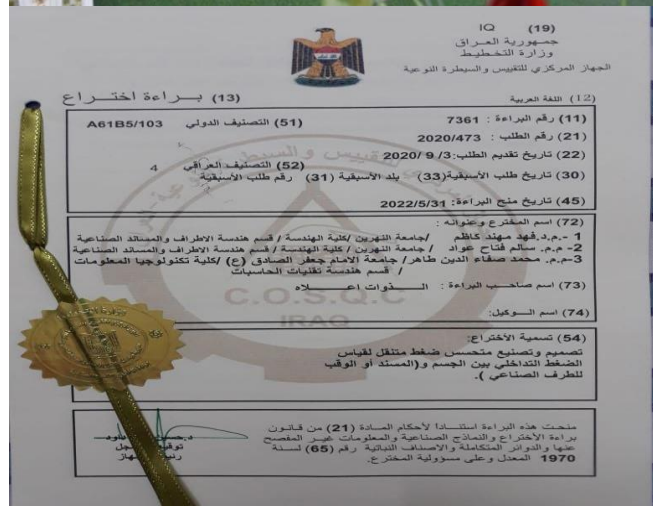 (19) IQ
جمهورية العراق
وزارة التخطيط
الجهاز المركزي للتقييس والسيطرة النوعية
(12) اللغة العربية
(13) براءة اختراع
(11) رقم البراءة : 7361
(51) التصنيف الدولي A61B5/103
(21) رقم الطلب : 2020/473
(22) تاريخ تقديم الطلب: 3/ 9 /2020
(52) التصنيف العراقي 4
(30) تاريخ طلب الأسبقية (33) بلد الأسبقية (31) رقم طلب الأسبقية
(45) تاريخ منح البراءة: 2022/5/31
(72) اسم المخترع وعنوانه :
1 -م.د.فهد مهند كاظم /جامعة النهرين /كلية الهندسة / قسم هندسة الاطراف والمساند الصناعية
2- م.م. سالم فتاح عواد / جامعة النهرين / كلية الهندسة / قسم هندسة الاطراف والمساند الصناعية
3-م.م. محمد صفاء الدين طاهر/ جامعة الامام جعفر الصادق (ع) /كلية تكنولوجيا المعلومات
/ قسم هندسة تقنيات الحاسبات
(73) اسم صاحب البراءة : الذوات اعلاه
(74) اسم الوكيل:
C.O.S.Q.C
IRAQ
(54) تسمية الأختراع:
تصميم وتصنيع متحسس ضغط متنقل لقياس
الضغط التداخلي بين الجسم و(المسند أو الوقب
للطرف الصناعي ).
منحت هذه البراءة استناداً لأحكام المادة (21) من قانون
براءة الأختراع والنماذج الصناعية والمعلومات غير المفصح
عنها والدوائر المتكاملة والاصناف النباتية رقم (65) لسنة
1970 المعدل وعلى مسؤولية المخترع.